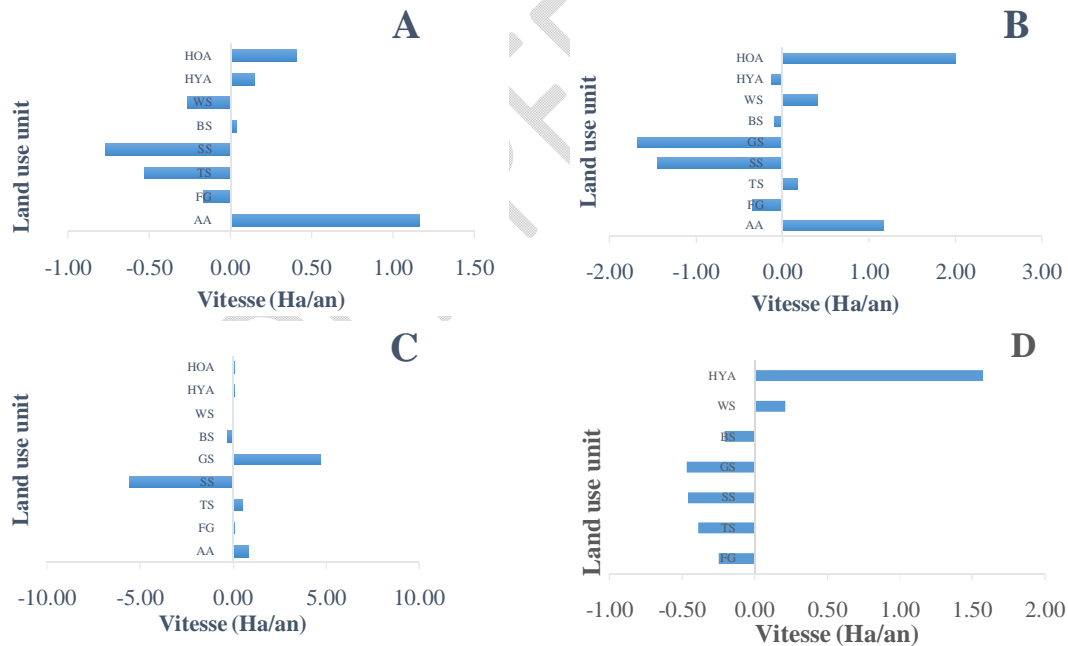 A
Land use unit
HOA
HYA
WS
BS
SS
TS
FG
AA
-1.00 -0.50 0.00 0.50 1.00 1.50
Vitesse (Ha/an)
B
Land use unit
HOA
HYA
WS
BS
GS
SS
TS
FG
AA
-2.00 -1.00 0.00 1.00 2.00 3.00
Vitesse (Ha/an)
C
Land use unit
HOA
HYA
WS
BS
GS
SS
TS
FG
AA
-10.00 -5.00 0.00 5.00 10.00
Vitesse (Ha/an)
D
Land use unit
HYA
WS
BS
GS
SS
TS
FG
-1.00 -0.50 0.00 0.50 1.00 1.50 2.00
Vitesse (Ha/an)